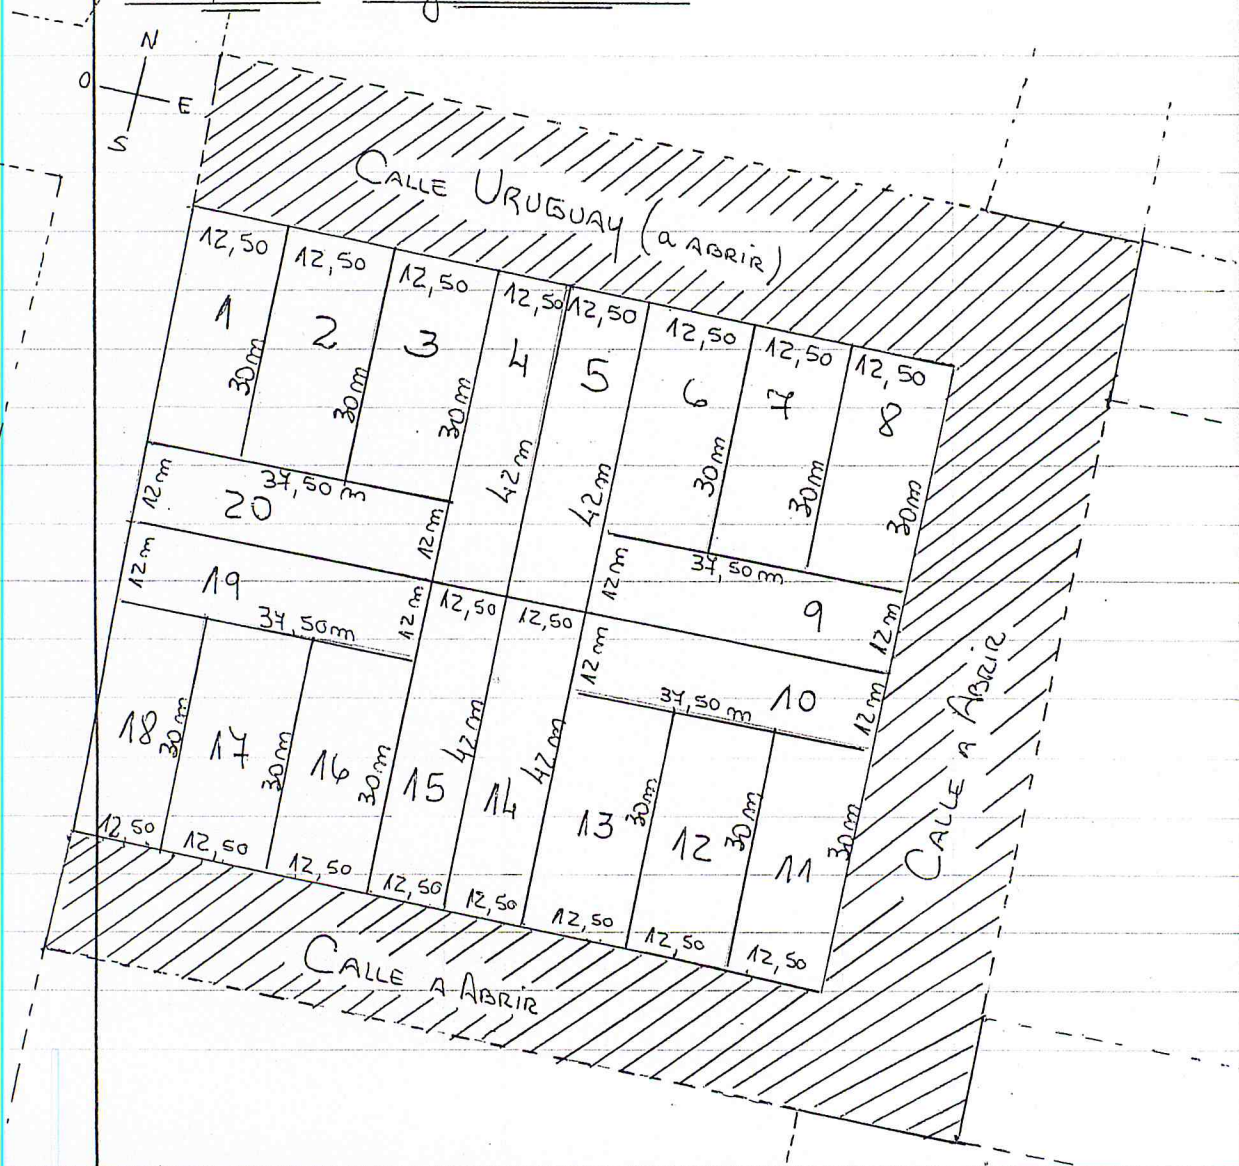 N
O E
S
CALLE URUGUAY (a ABRIR)
12,50 12,50 12,50 12,50 12,50 12,50 12,50 12,50
1 2 3 4 5 6 7 8
30m 30m 30m 42m 42m 30m 30m 30m
12m 37,50 m 12m
20
12m 37,50 m 12m
9
12m 19 12m
37,50m
12,50 12,50
12m 10 12m
37,50 m
18 17 16 15 14 13 12 11
30m 30m 30m 42m 42m 30m 30m 30m
12,50 12,50 12,50 12,50 12,50 12,50 12,50 12,50
CALLE A ABRIR
CALLE A ABRIR